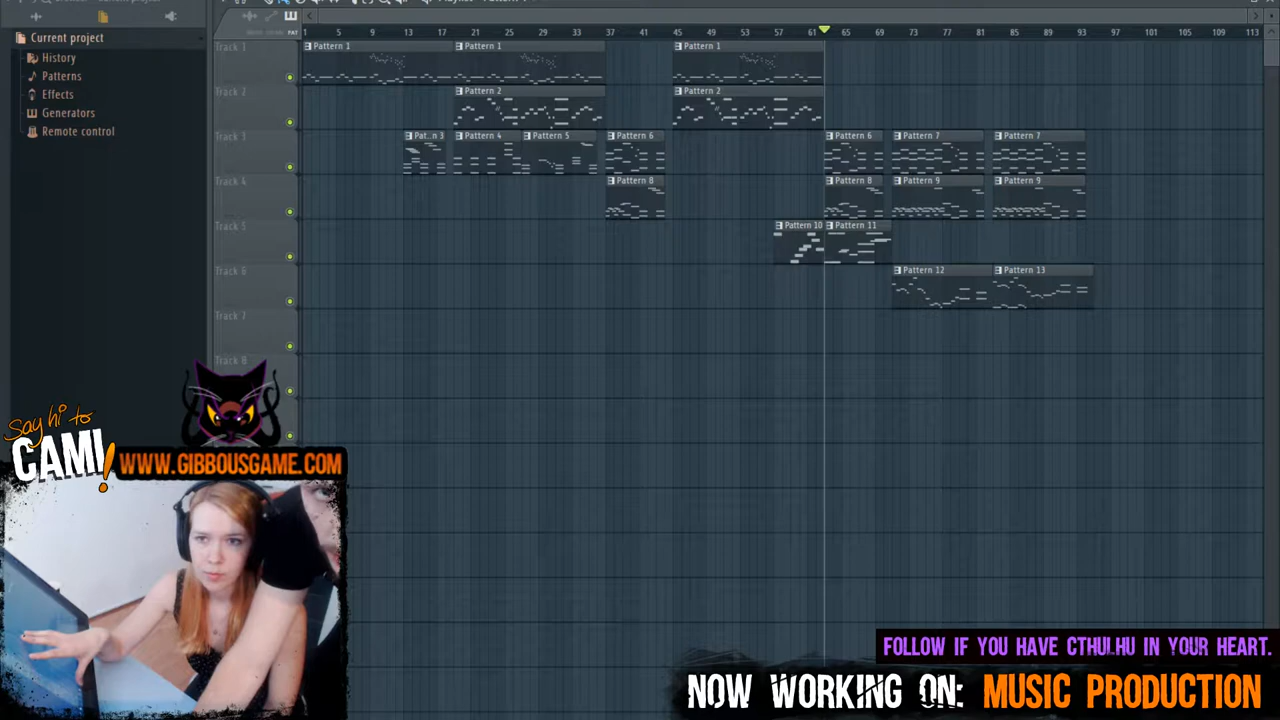 Current project
History
Patterns
Effects
Generators
Remote control
1 5 9 13 17 21 25 29 33 37 41 45 49 53 57 61 65 69 73 77 81 85 89 93 97 101 105 109 113
Track 1 Pattern 1 Pattern 1 Pattern 1
Track 2 Pattern 2 Pattern 2
Track 3 Pat...n 3 Pattern 4 Pattern 5 Pattern 6 Pattern 6 Pattern 7 Pattern 7
Track 4 Pattern 8 Pattern 8 Pattern 9 Pattern 9
Track 5 Pattern 10 Pattern 11
Track 6 Pattern 12 Pattern 13
Track 7
Track 8
Say hi to
CAMI!
WWW.GIBBOUSGAME.COM
FOLLOW IF YOU HAVE CTHULHU IN YOUR HEART.
NOW WORKING ON: MUSIC PRODUCTION